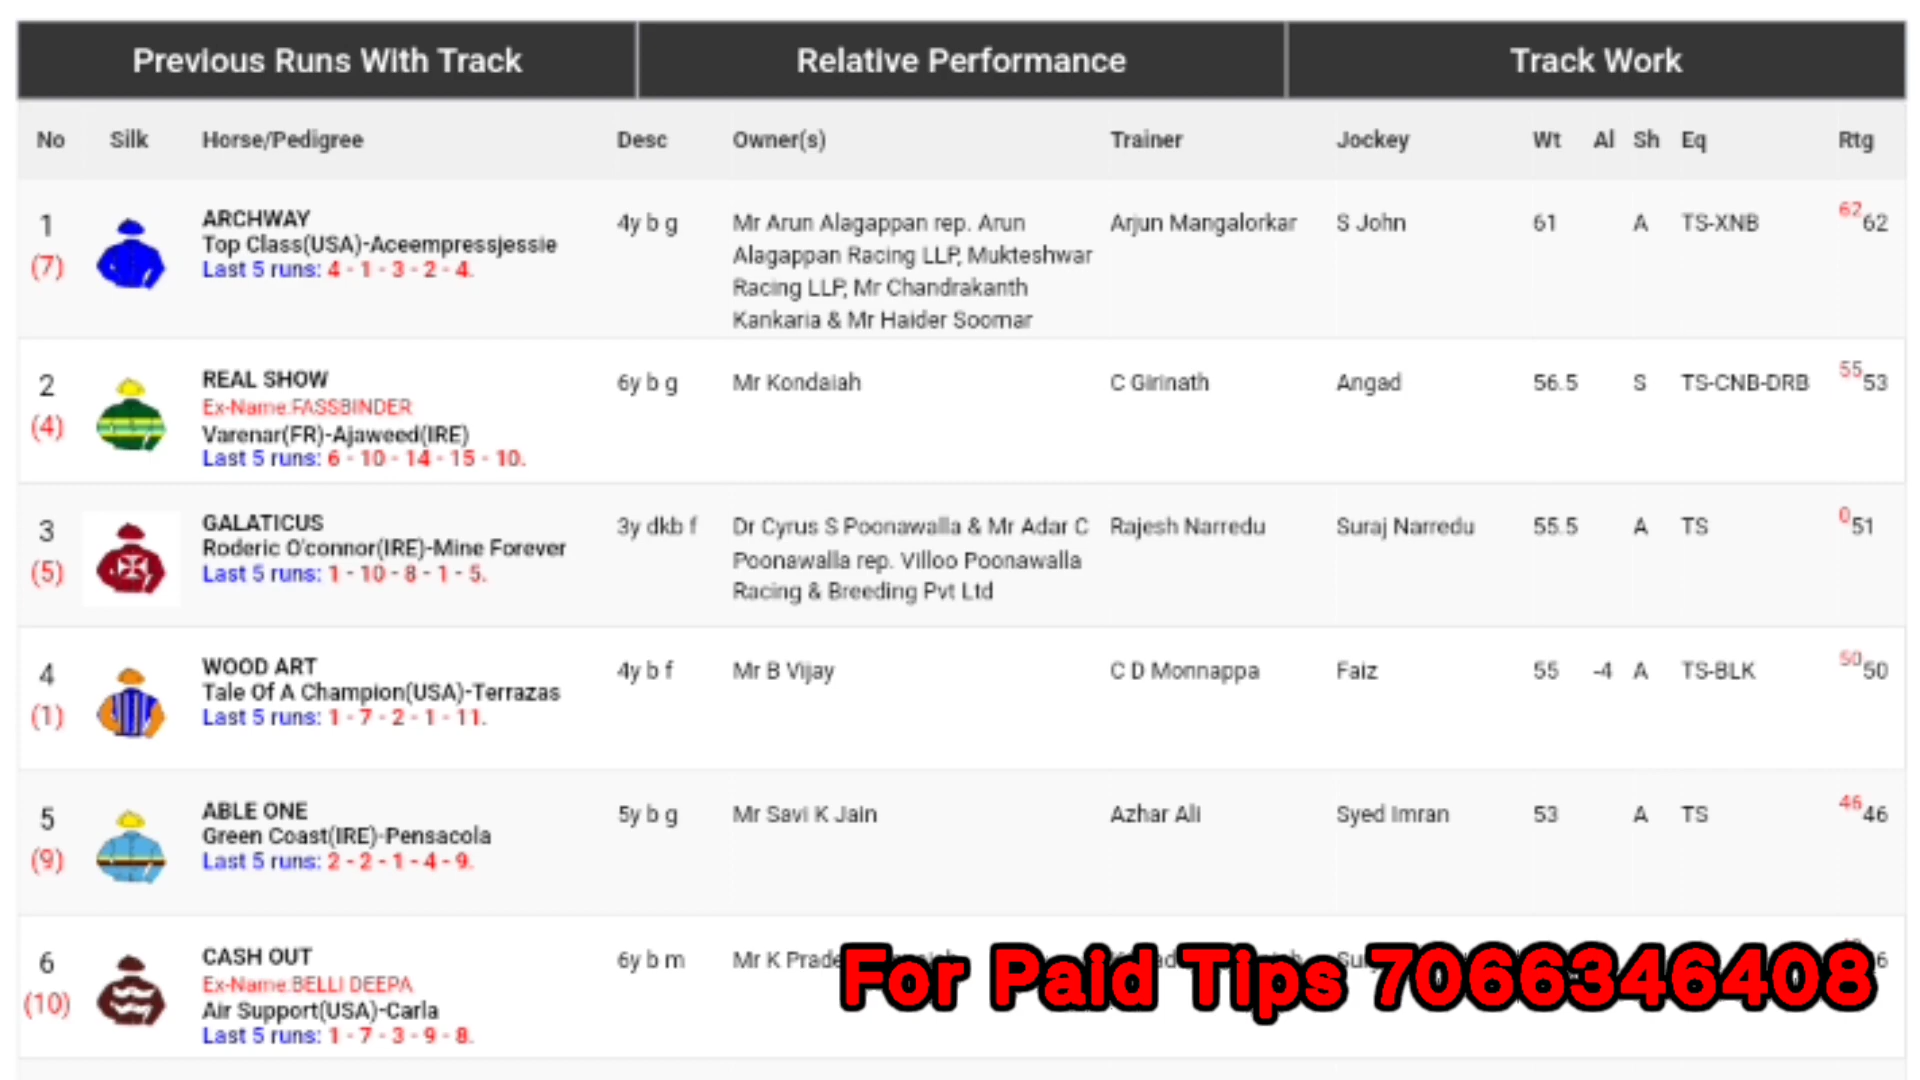 Previous Runs With Track
Relative Performance
Track Work
No Silk Horse/Pedigree Desc Owner(s) Trainer Jockey Wt Al Sh Eq Rtg
1 ARCHWAY 4y b g Mr Arun Alagappan rep. Arun Arjun Mangalorkar S John 61 A TS-XNB 62 62
(7) Top Class(USA)-Aceempressjessie Alagappan Racing LLP, Mukteshwar
Last 5 runs: 4 - 1 - 3 - 2 - 4. Racing LLP, Mr Chandrakanth
Kankaria & Mr Haider Soomar
2 REAL SHOW 6y b g Mr Kondaiah C Girinath Angad 56.5 S TS-CNB-DRB 55 53
Ex-Name:FASSBINDER
(4) Varenar(FR)-Ajaweed(IRE)
Last 5 runs: 6 - 10 - 14 - 15 - 10.
3 GALATICUS 3y dkb f Dr Cyrus S Poonawalla & Mr Adar C Rajesh Narredu Suraj Narredu 55.5 A TS 0 51
(5) Roderic O'connor(IRE)-Mine Forever Poonawalla rep. Villoo Poonawalla
Last 5 runs: 1 - 10 - 8 - 1 - 5. Racing & Breeding Pvt Ltd
4 WOOD ART 4y b f Mr B Vijay C D Monnappa Faiz 55 -4 A TS-BLK 50 50
(1) Tale Of A Champion(USA)-Terrazas
Last 5 runs: 1 - 7 - 2 - 1 - 11.
5 ABLE ONE 5y b g Mr Savi K Jain Azhar Ali Syed Imran 53 A TS 46 46
(9) Green Coast(IRE)-Pensacola
Last 5 runs: 2 - 2 - 1 - 4 - 9.
6 CASH OUT 6y b m Mr K
Ex-Name:BELLI DEEPA
(10) Air Support(USA)-Carla
Last 5 runs: 1 - 7 - 3 - 9 - 8.
For Paid Tips 7066346408